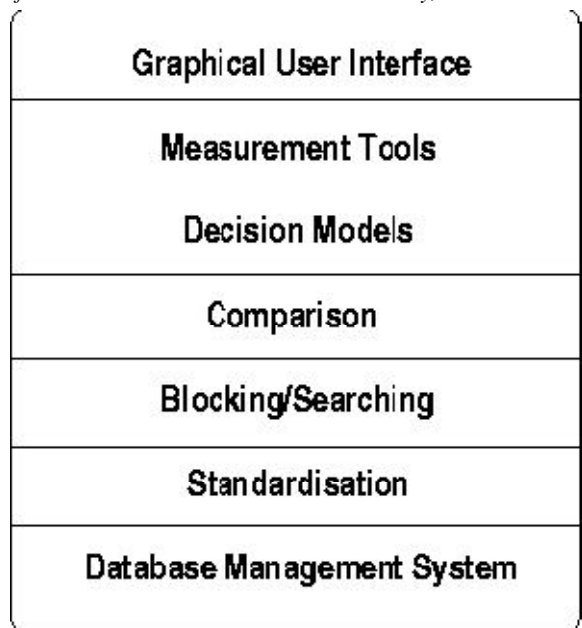 Graphical User Interface
Measurement Tools
Decision Models
Comparison
Blocking/Searching
Standardisation
Database Management System